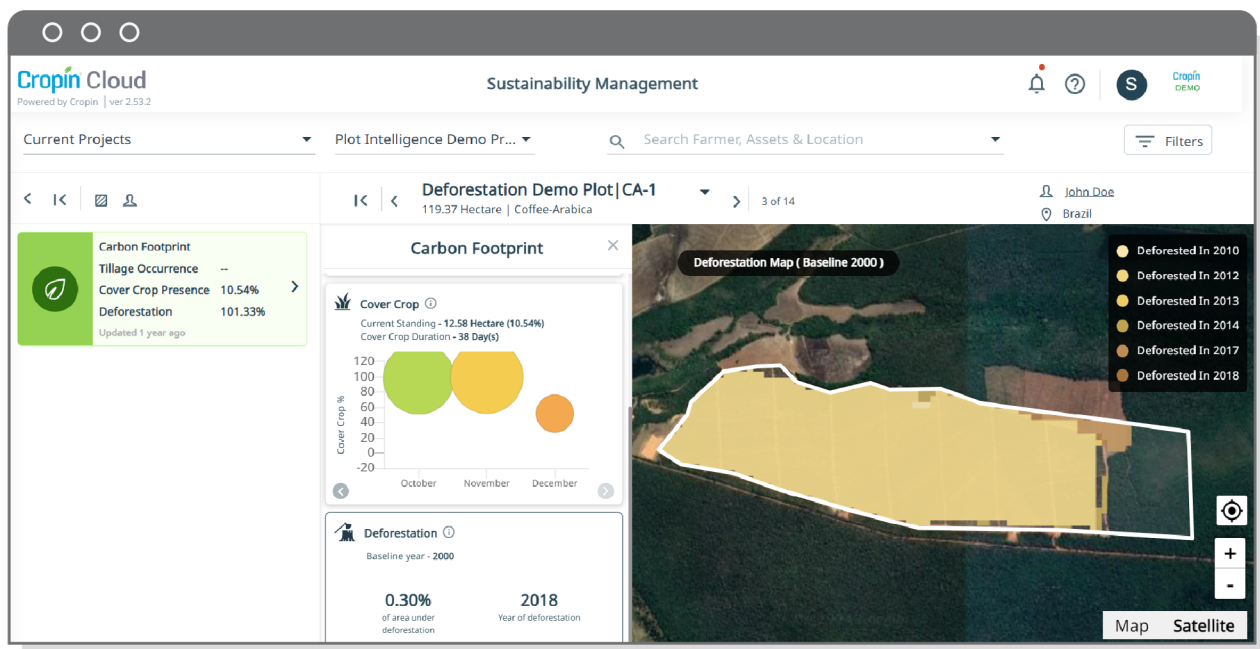 Cropin Cloud
Powered by Cropin | ver 2.53.2
Sustainability Management
S
Cropin
DEMO
Current Projects
Plot Intelligence Demo Pr...
Search Farmer, Assets & Location
Filters
Deforestation Demo Plot|CA-1
119.37 Hectare | Coffee-Arabica
3 of 14
John Doe
Brazil
Carbon Footprint
Tillage Occurrence --
Cover Crop Presence 10.54%
Deforestation 101.33%
Updated 1 year ago
Carbon Footprint
Cover Crop
Current Standing - 12.58 Hectare (10.54%)
Cover Crop Duration - 38 Day(s)
Cover Crop %
120
100
80
60
40
20
0
-20
October November December
Deforestation
Baseline year - 2000
0.30% 2018
of area under Year of deforestation
deforestation
Deforestation Map ( Baseline 2000 )
Deforested In 2010
Deforested In 2012
Deforested In 2013
Deforested In 2014
Deforested In 2017
Deforested In 2018
+
-
Map Satellite